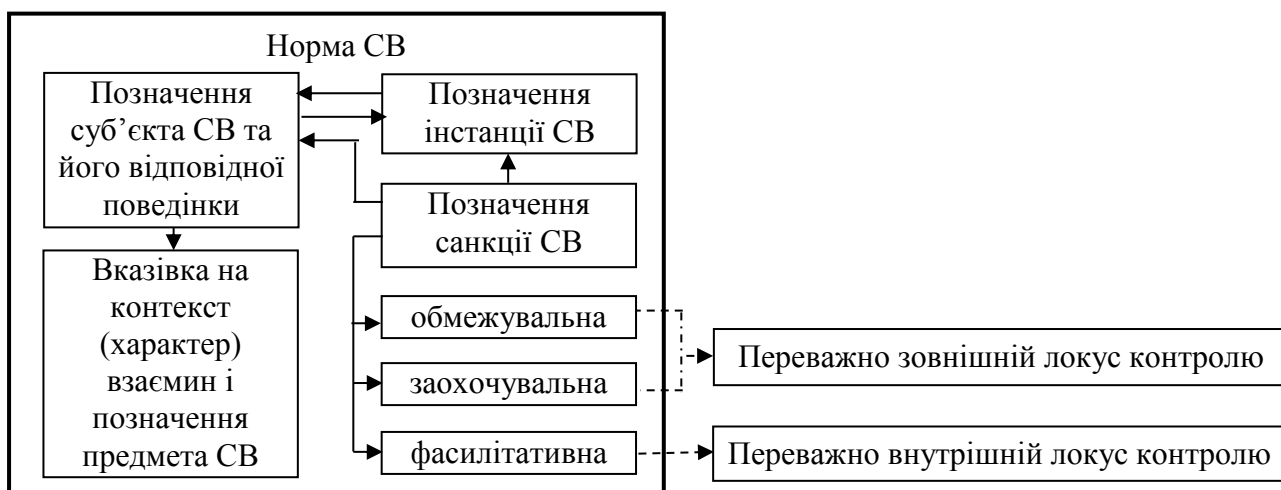 Норма СВ
Позначення
суб’єкта СВ та
його відповідної
поведінки
Позначення
інстанції СВ
Позначення
санкції СВ
Вказівка на
контекст
(характер)
взаємин і
позначення
предмета СВ
обмежувальна
заохочувальна
фасилітативна
Переважно зовнішній локус контролю
Переважно внутрішній локус контролю